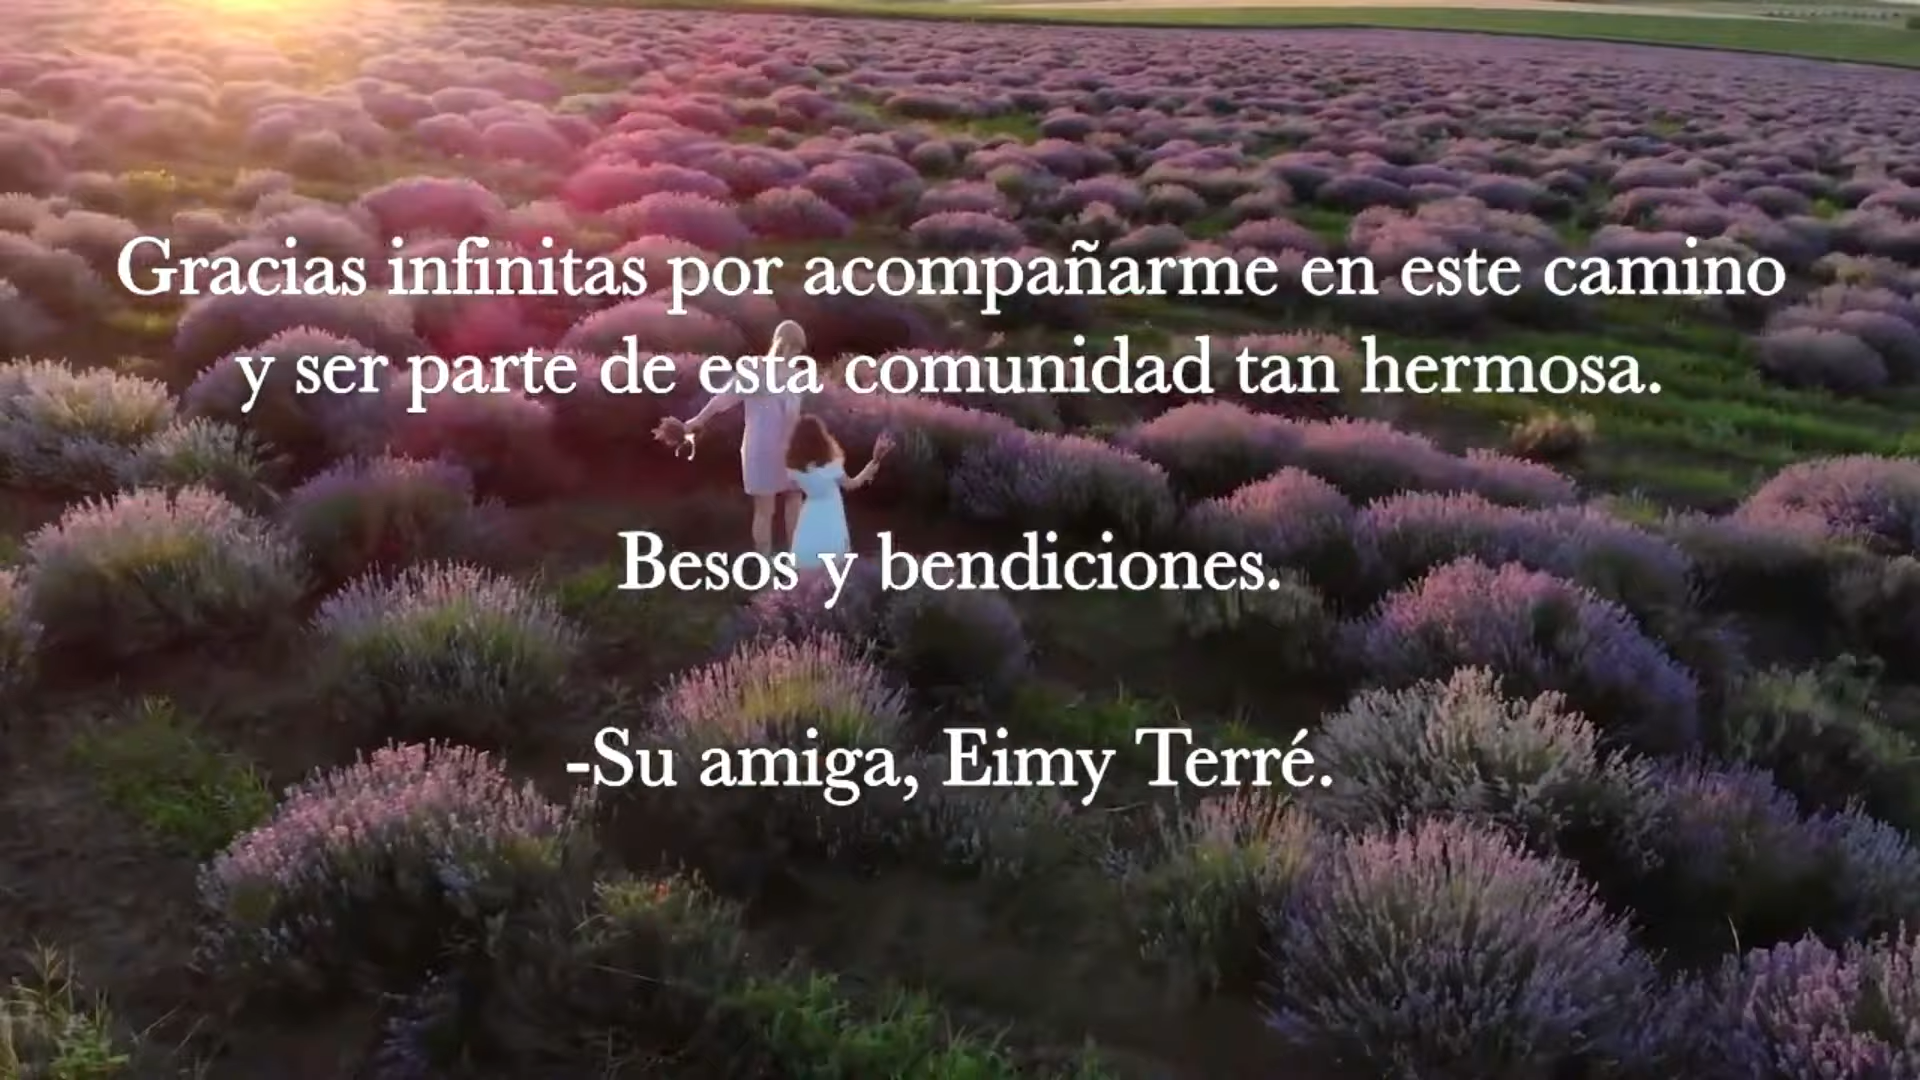 Gracias infinitas por acompañarme en este camino
y ser parte de esta comunidad tan hermosa.
Besos y bendiciones.
-Su amiga, Eimy Terré.